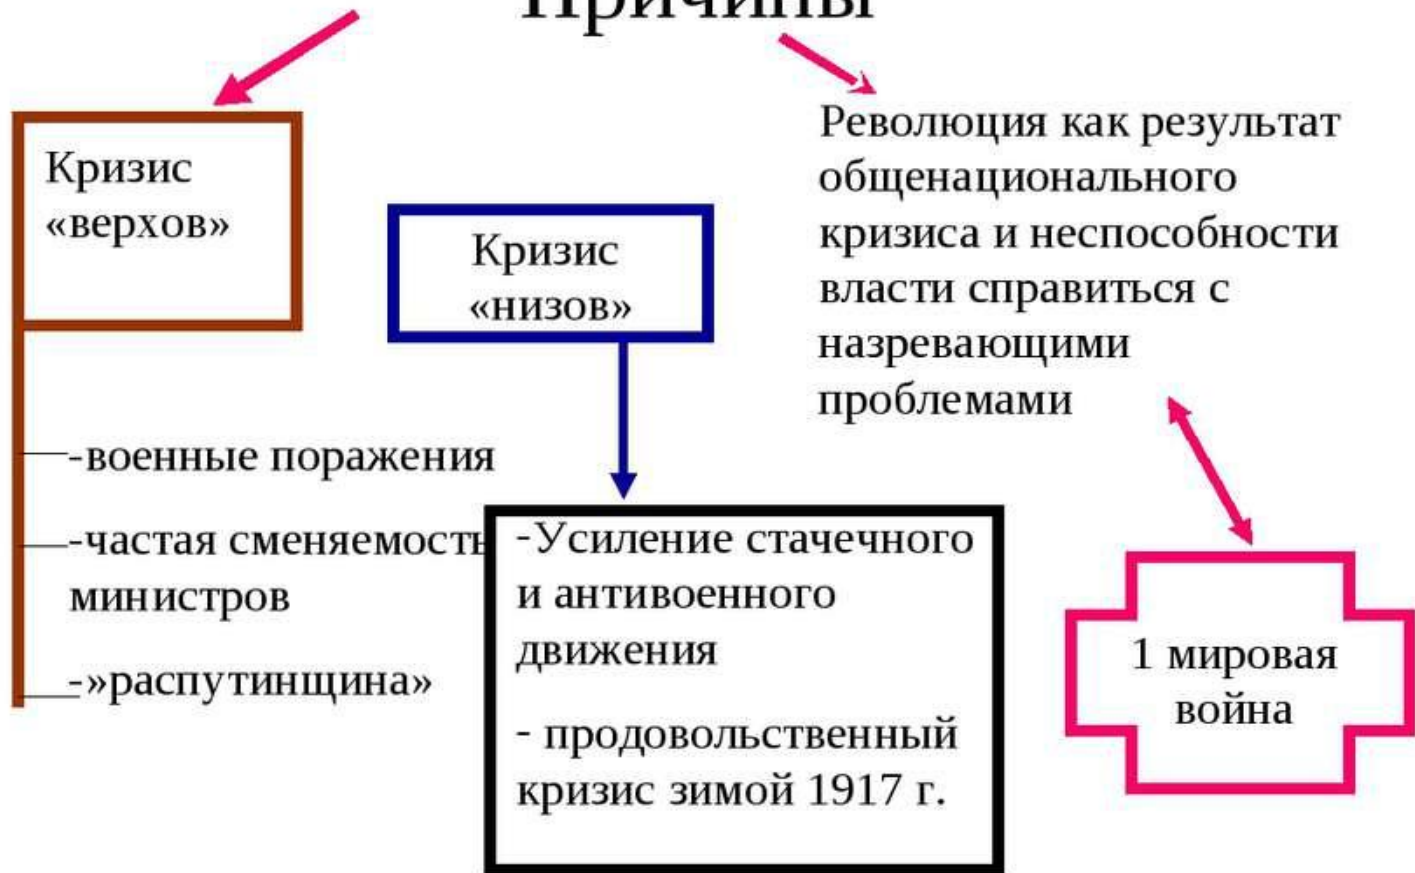 Причины
Кризис
«верхов»
-военные поражения
-частая сменяемость
министров
-»распутинщина»
Кризис
«низов»
-Усиление стачечного
и антивоенного
движения
- продовольственный
кризис зимой 1917 г.
Революция как результат
общенационального
кризиса и неспособности
власти справиться с
назревающими
проблемами
1 мировая
война